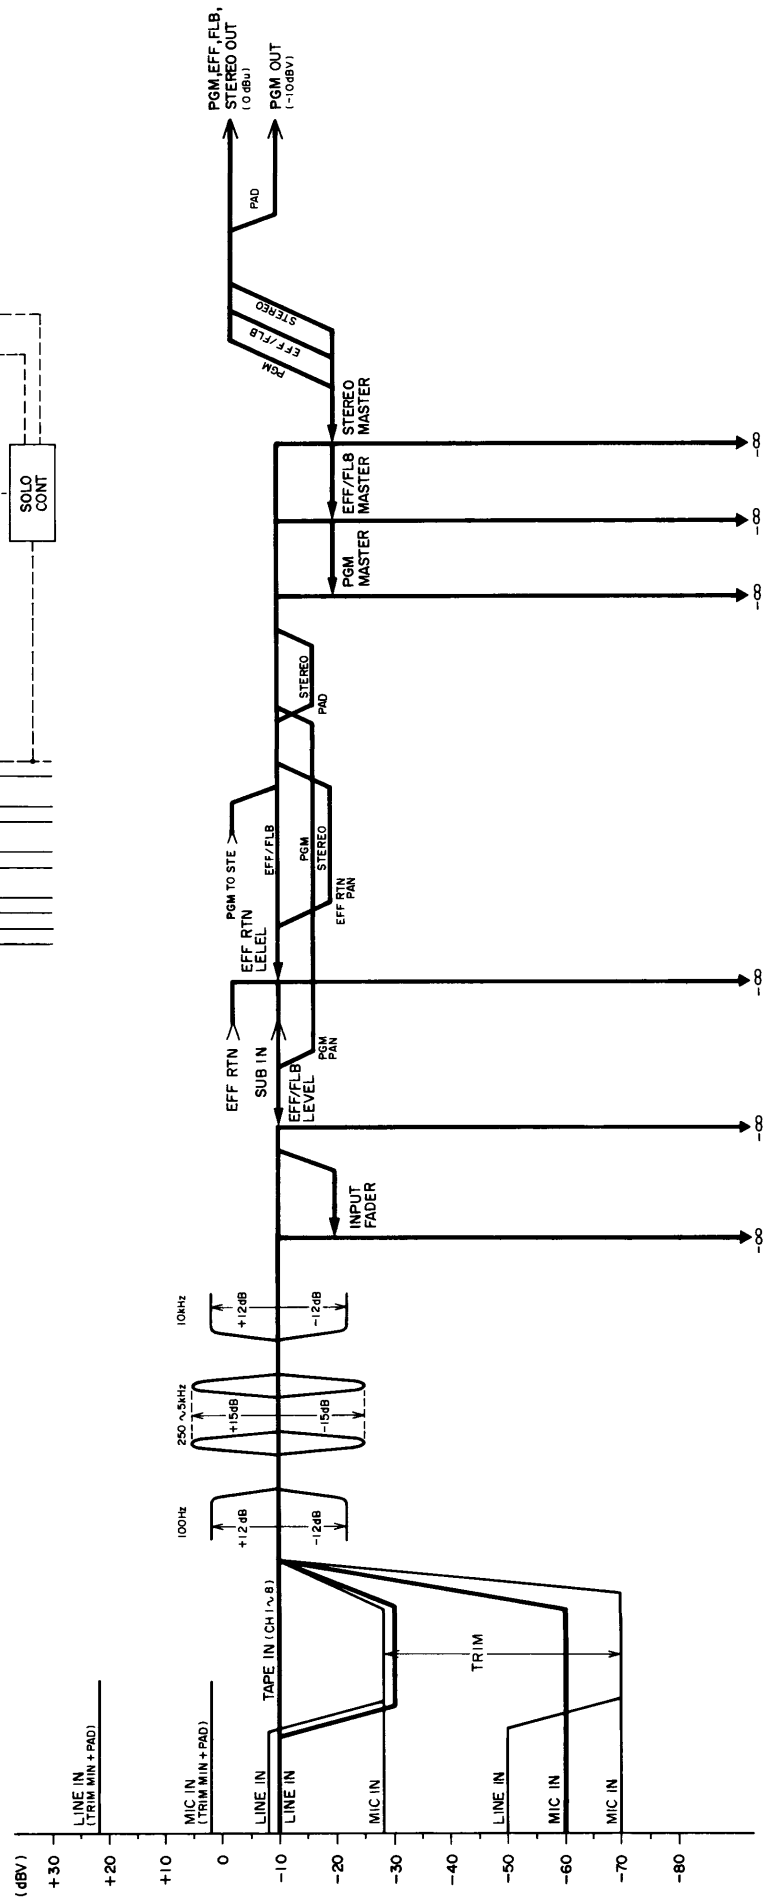 PGM,EFF,FLB,
STEREO OUT
(0dBu)
PGM OUT
(-10dBV)
PAD
STEREO
EFF/FLB
PGM
SOLO
CONT
STEREO
MASTER
EFF/FLB
MASTER
PGM
MASTER
-∞
-∞
-∞
STEREO
PAD
PGM TO STE
EFF/FLB
PGM
STEREO
EFF RTN
PAN
EFF RTN
LELEL
-∞
EFF RTN
SUB IN
PGM
PAN
EFF/FLB
LEVEL
-∞
INPUT
FADER
-∞
10kHz
+12dB
-12dB
250~5kHz
+15dB
-15dB
100Hz
+12dB
-12dB
TAPE IN (CH1~8)
TRIM
LINE IN
(TRIM MIN+PAD)
MIC IN
(TRIM MIN+PAD)
LINE IN
LINE IN
MIC IN
LINE IN
MIC IN
MIC IN
(dBV)
+30
+20
+10
0
-10
-20
-30
-40
-50
-60
-70
-80